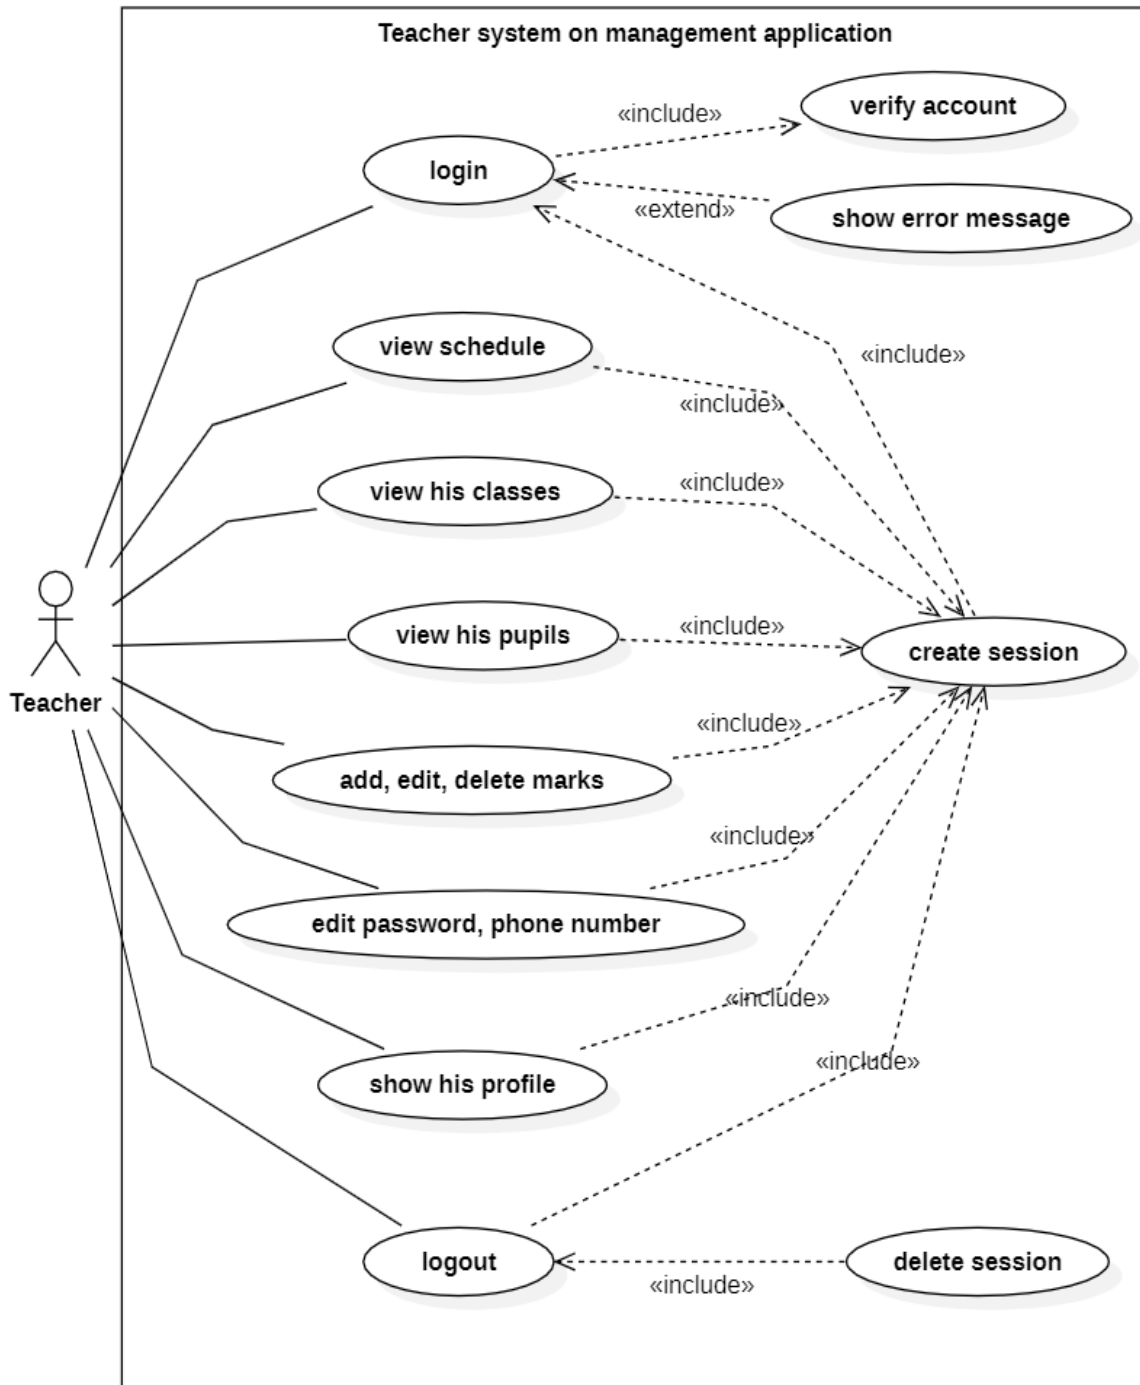 Teacher system on management application
«include»
verify account
login
«extend»
show error message
«include»
view schedule
«include»
view his classes
«include»
view his pupils
«include»
create session
Teacher
«include»
add, edit, delete marks
«include»
edit password, phone number
«include»
show his profile
«include»
logout
«include»
delete session